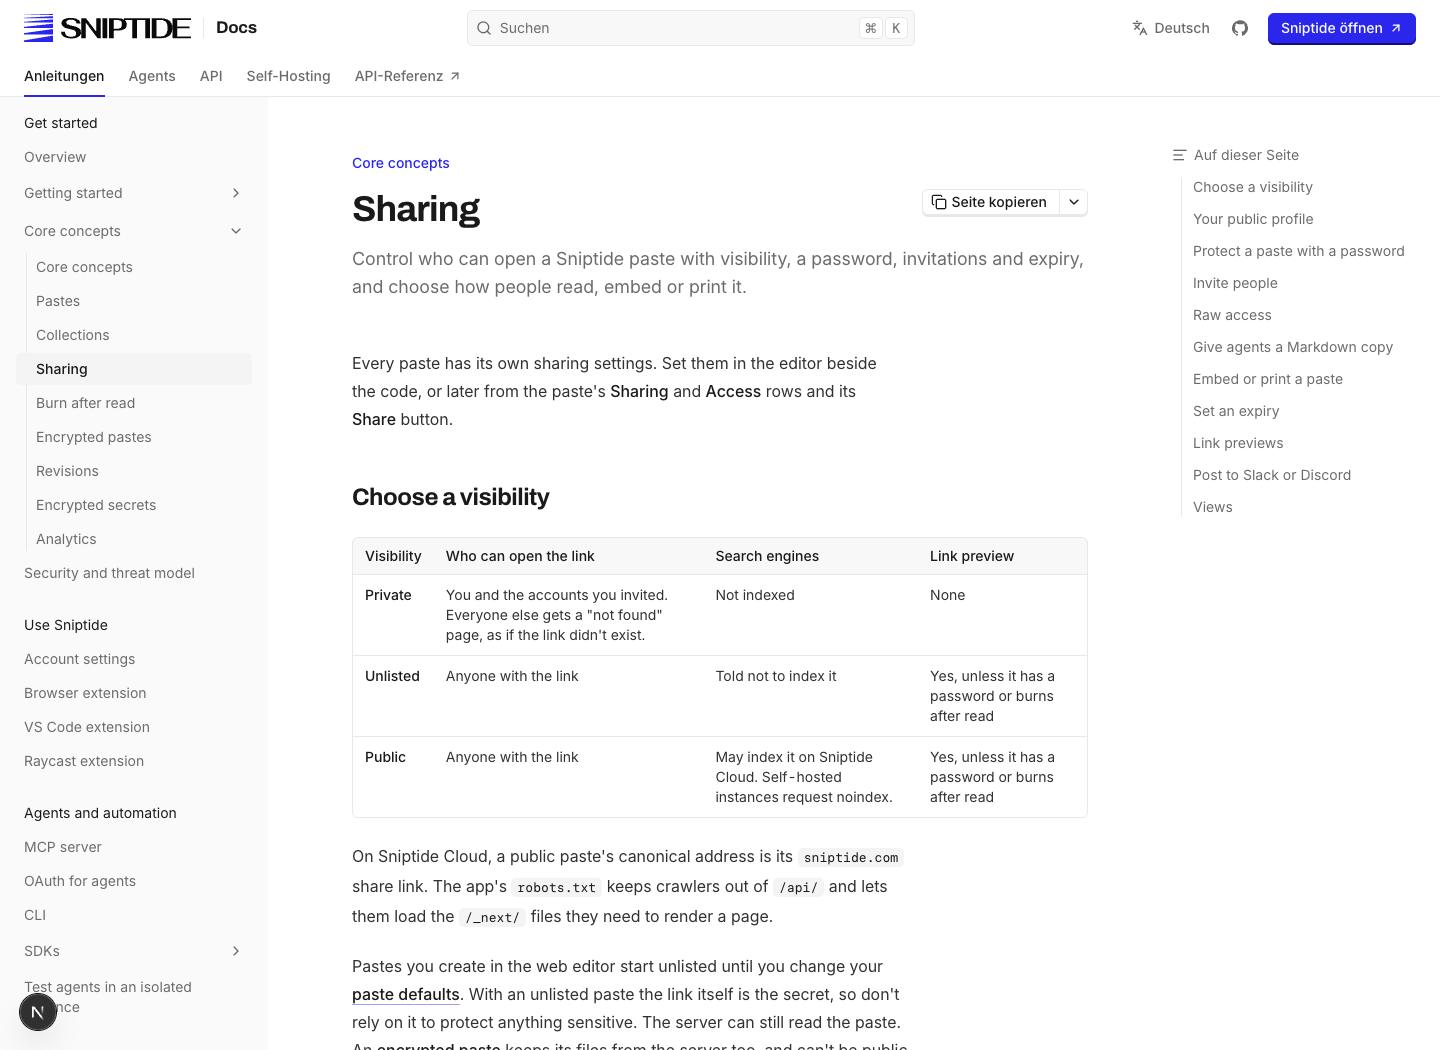 SNIPTIDE Docs
Suchen
⌘ K
Deutsch
Sniptide öffnen
Anleitungen
Agents
API
Self-Hosting
API-Referenz
Get started
Overview
Getting started
Core concepts
Core concepts
Pastes
Collections
Sharing
Burn after read
Encrypted pastes
Revisions
Encrypted secrets
Analytics
Security and threat model
Use Sniptide
Account settings
Browser extension
VS Code extension
Raycast extension
Agents and automation
MCP server
OAuth for agents
CLI
SDKs
Test agents in an isolated
N
Core concepts
Sharing
Seite kopieren
Control who can open a Sniptide paste with visibility, a password, invitations and expiry,
and choose how people read, embed or print it.
Every paste has its own sharing settings. Set them in the editor beside
the code, or later from the paste's Sharing and Access rows and its
Share button.
Choose a visibility
Visibility Who can open the link Search engines Link preview
Private You and the accounts you invited. Not indexed None
Everyone else gets a "not found"
page, as if the link didn't exist.
Unlisted Anyone with the link Told not to index it Yes, unless it has a
password or burns
after read
Public Anyone with the link May index it on Sniptide Yes, unless it has a
Cloud. Self-hosted password or burns
instances request noindex. after read
On Sniptide Cloud, a public paste's canonical address is its sniptide.com
share link. The app's robots.txt keeps crawlers out of /api/ and lets
them load the /_next/ files they need to render a page.
Pastes you create in the web editor start unlisted until you change your
paste defaults. With an unlisted paste the link itself is the secret, so don't
rely on it to protect anything sensitive. The server can still read the paste.
An encrypted paste keeps its files from the server too, and can't be public
Auf dieser Seite
Choose a visibility
Your public profile
Protect a paste with a password
Invite people
Raw access
Give agents a Markdown copy
Embed or print a paste
Set an expiry
Link previews
Post to Slack or Discord
Views